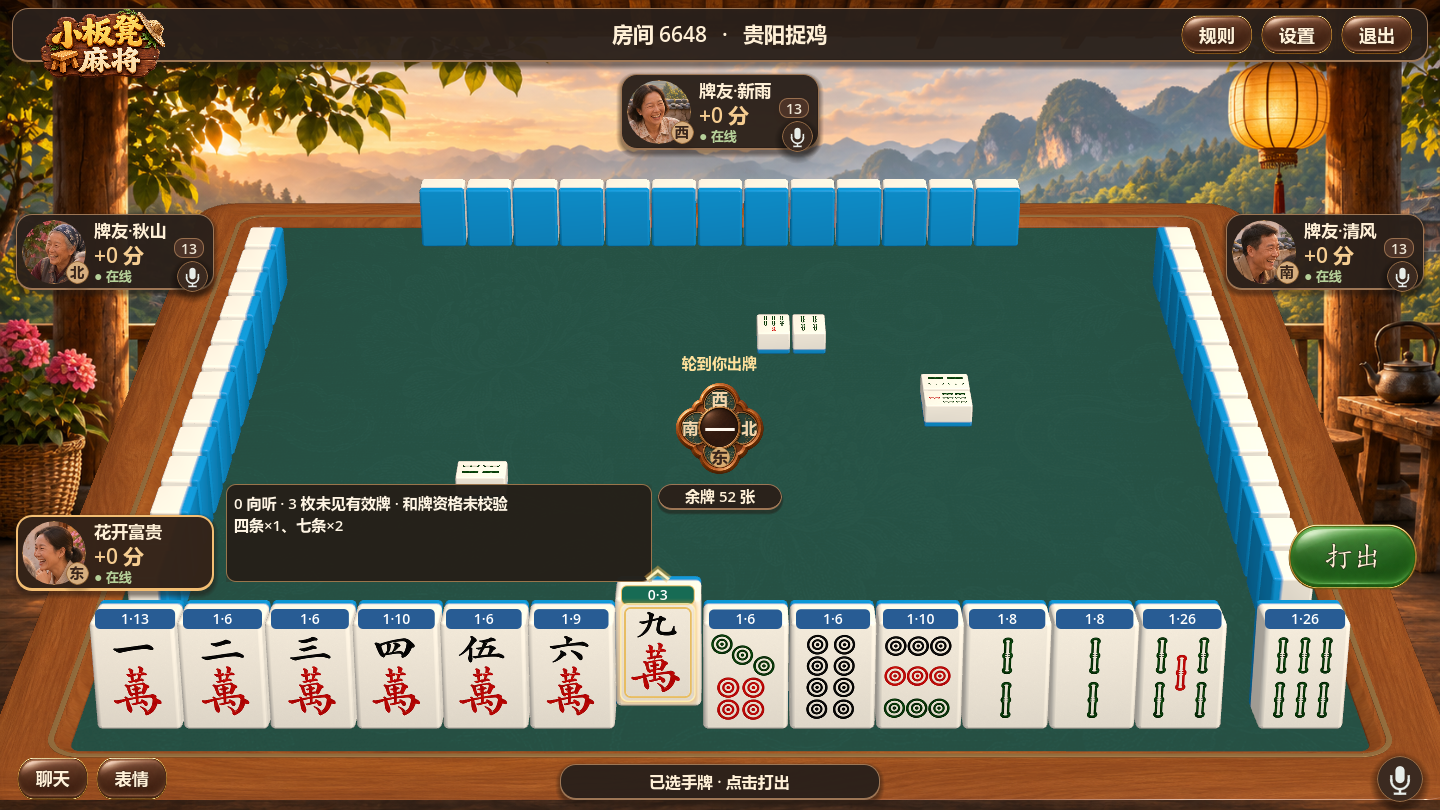 小板凳
麻将
房间 6648 · 贵阳捉鸡
规则
设置
退出
牌友·新雨
+0 分
在线
西
13
牌友·秋山
+0 分
在线
北
13
牌友·清风
+0 分
在线
南
13
轮到你出牌
西
南
北
东
余牌 52 张
0 向听 · 3 枚未见有效牌 · 和牌资格未校验
四条×1、七条×2
花开富贵
+0 分
在线
东
打出
1·13
1·6
1·6
1·10
1·6
1·9
0·3
1·6
1·6
1·10
1·8
1·8
1·26
1·26
一萬
二萬
三萬
四萬
伍萬
六萬
九萬
聊天
表情
已选手牌 · 点击打出